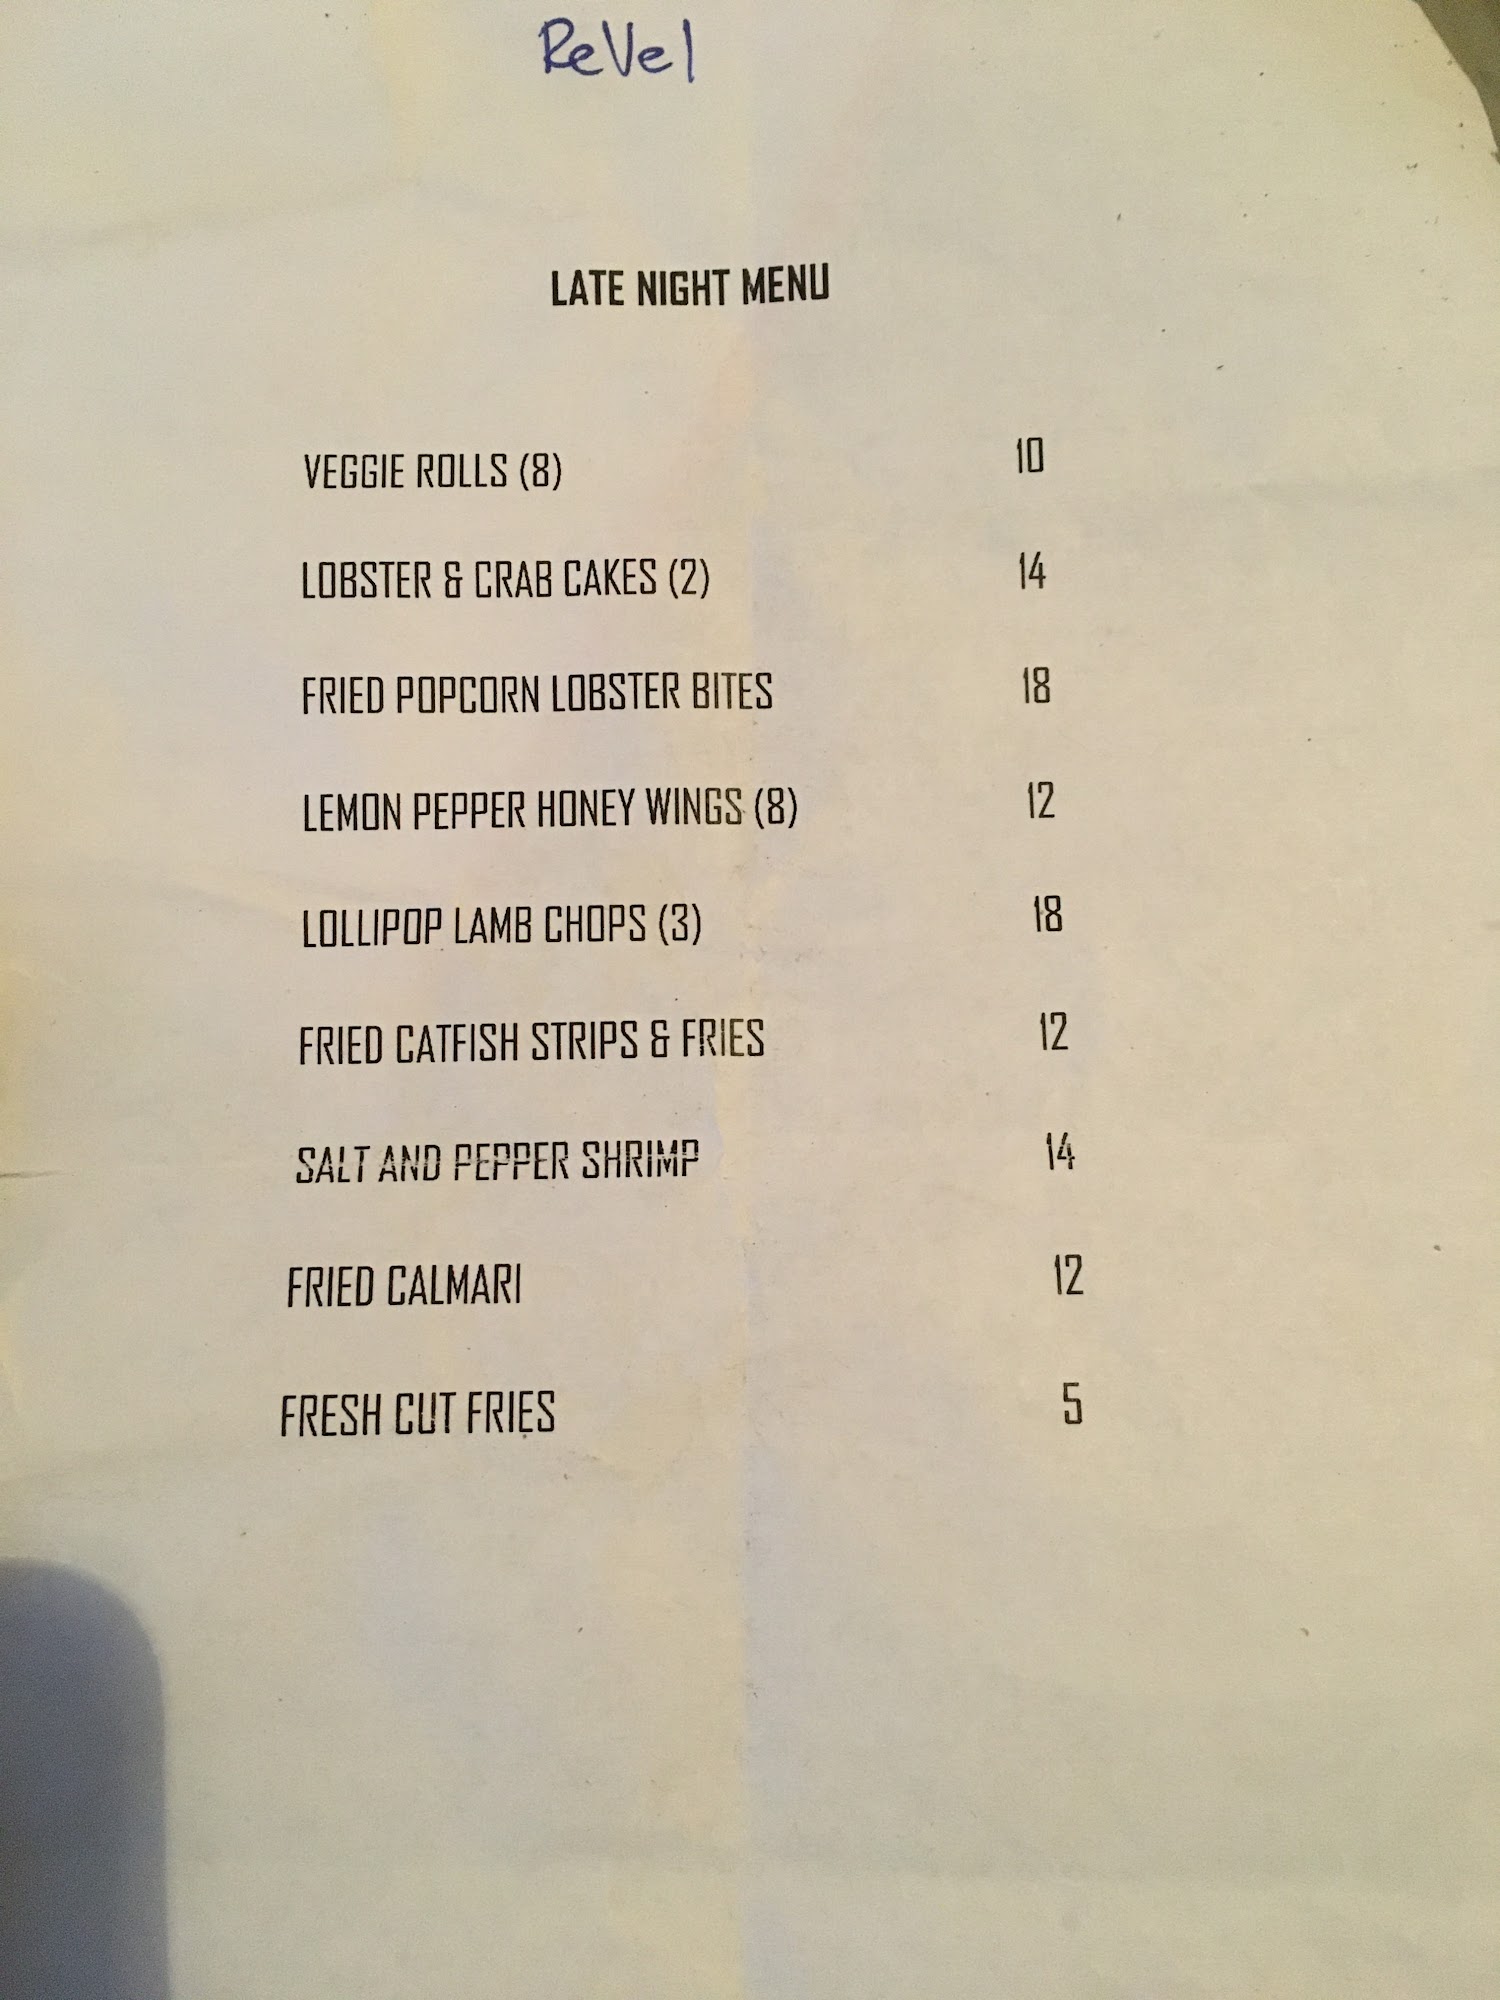 ReVel
LATE NIGHT MENU
VEGGIE ROLLS (8) 10
LOBSTER & CRAB CAKES (2) 14
FRIED POPCORN LOBSTER BITES 18
LEMON PEPPER HONEY WINGS (8) 12
LOLLIPOP LAMB CHOPS (3) 18
FRIED CATFISH STRIPS & FRIES 12
SALT AND PEPPER SHRIMP 14
FRIED CALMARI 12
FRESH CUT FRIES 5